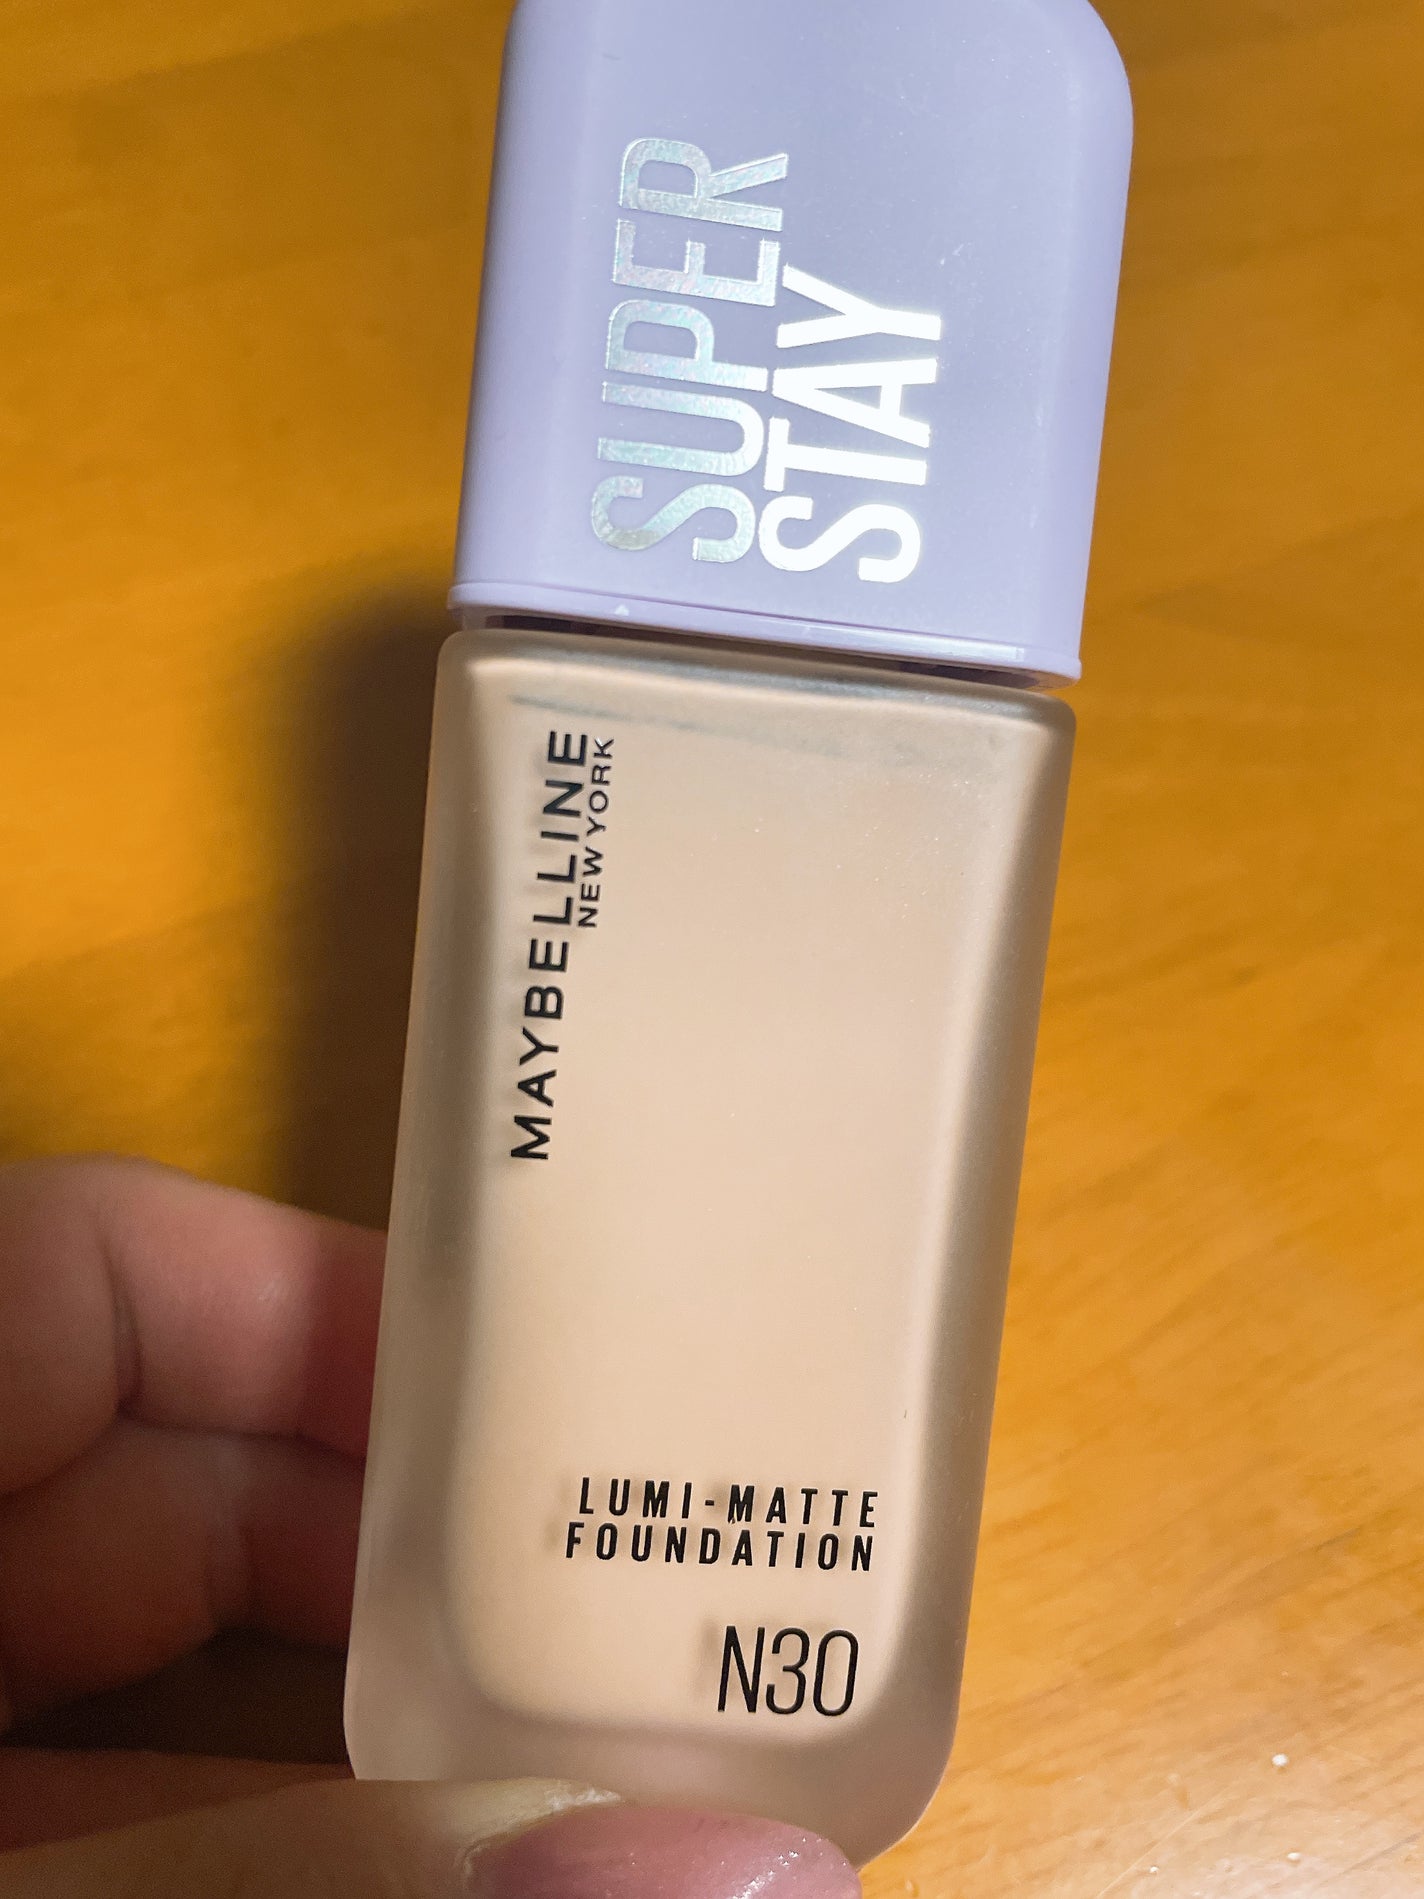 SUPER
STAY
MAYBELLINE
NEW YORK
LUMI-MATTE
FOUNDATION
N30